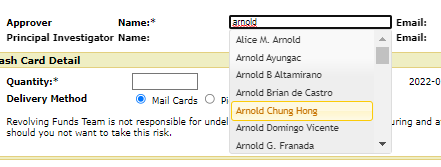 Approver Name:* arnold Email:
Principal Investigator Name: Email:
Alice M. Arnold
Arnold Ayungac
ash Card Detail
Arnold B Altamirano
Quantity:* 2022-0
Arnold Brian de Castro
Delivery Method Mail Cards
Arnold Chung Hong
Revolving Funds Team is not responsible for uring and
Arnold Domingo Vicente
should you not want to take this risk.
Arnold G. Franada